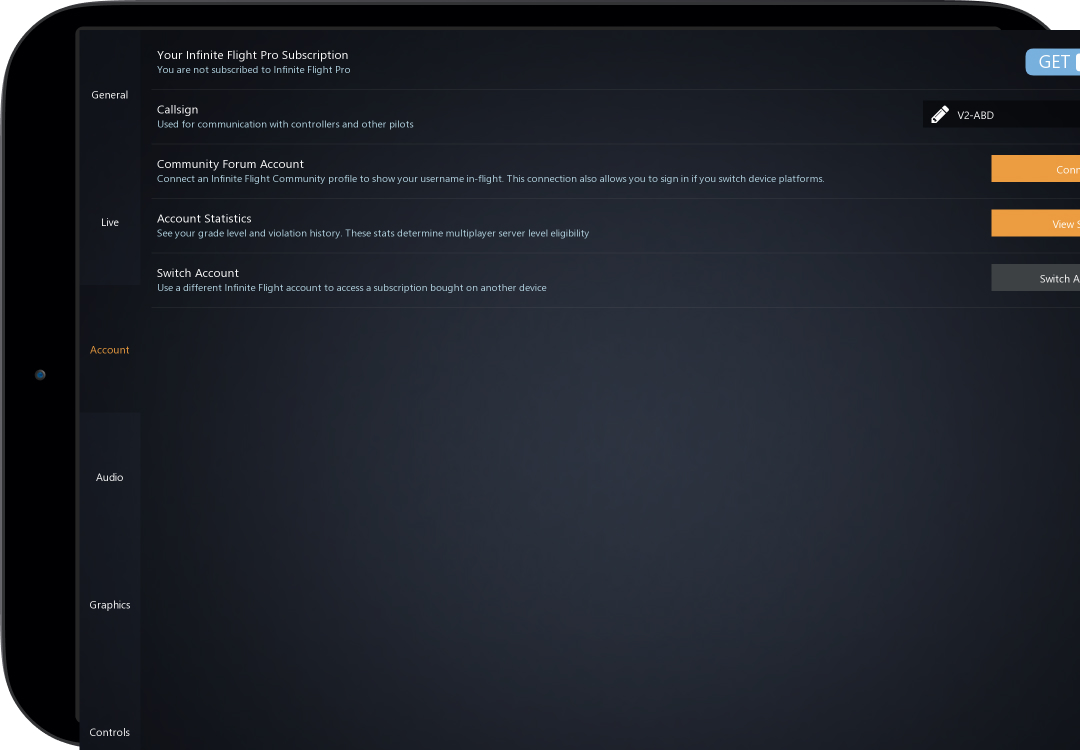 Your Infinite Flight Pro Subscription
You are not subscribed to Infinite Flight Pro
GET
General
Callsign
Used for communication with controllers and other pilots
V2-ABD
Community Forum Account
Connect an Infinite Flight Community profile to show your username in-flight. This connection also allows you to sign in if you switch device platforms.
Conn
Live
Account Statistics
See your grade level and violation history. These stats determine multiplayer server level eligibility
View S
Switch Account
Use a different Infinite Flight account to access a subscription bought on another device
Switch A
Account
Audio
Graphics
Controls